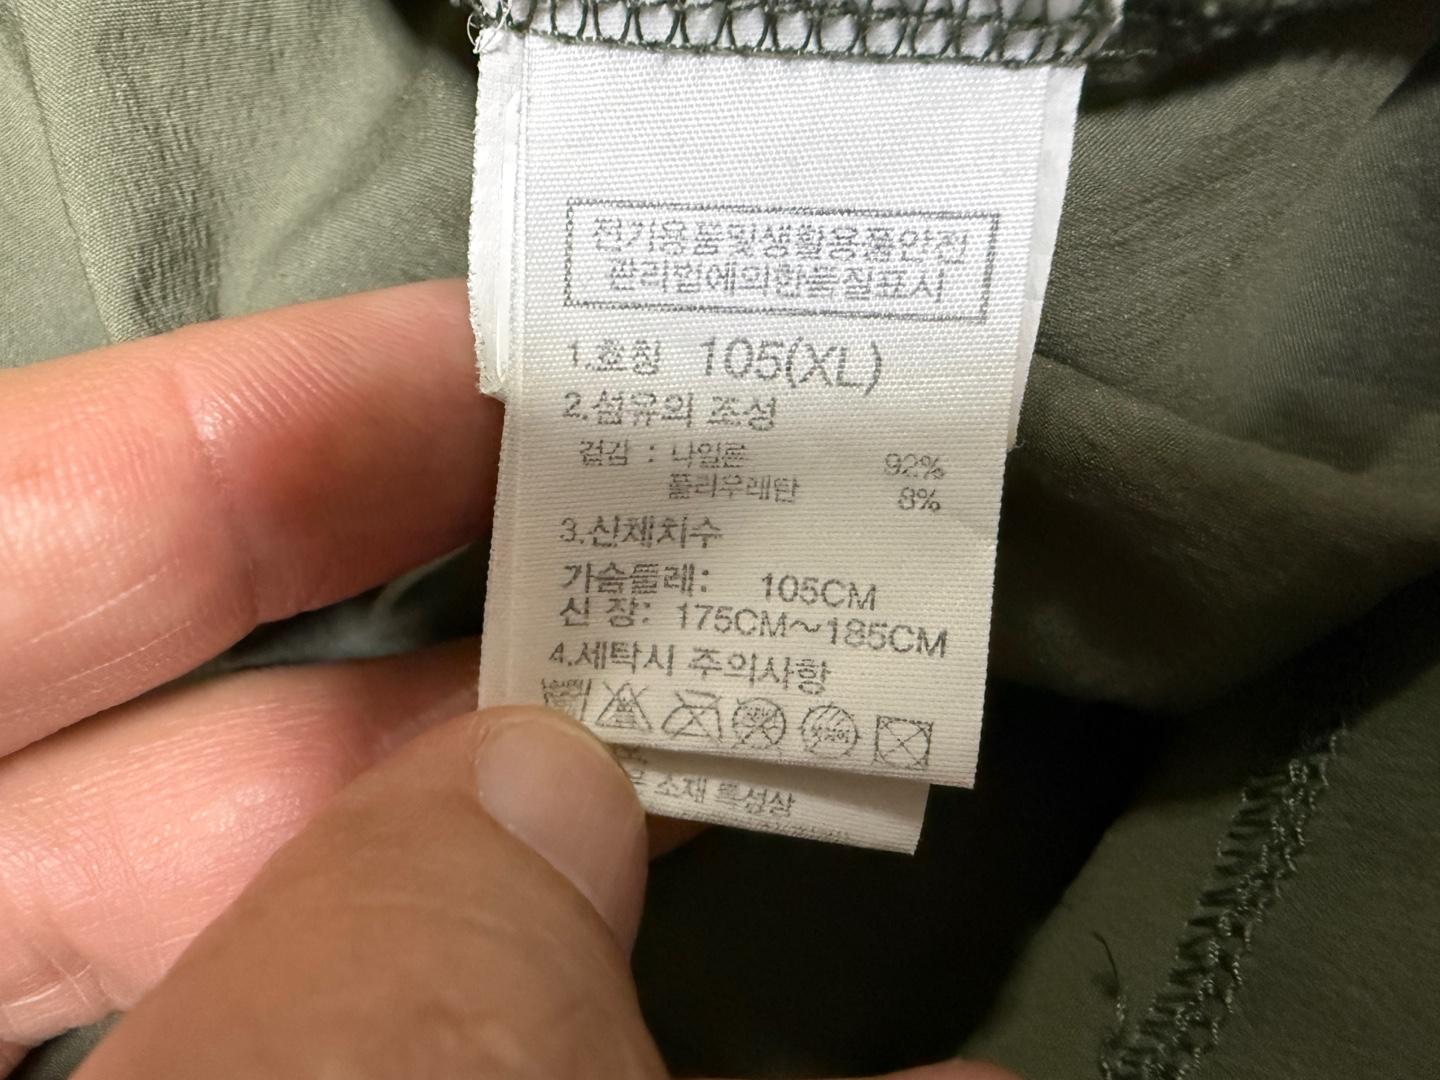 전기용품및생활용품안전
관리법에의한품질표시
1.호칭 105(XL)
2.섬유의 조성
겉감 : 나일론 92%
폴리우레탄 8%
3.신체치수
가슴둘레: 105CM
신 장: 175CM~185CM
4.세탁시 주의사항
소재 특성상